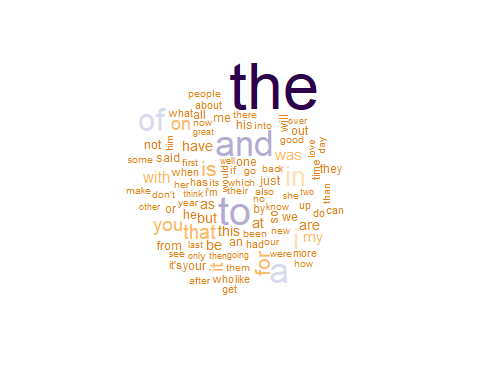 the
people
about
what all
there
will
over
of on now me his into
out
great
him
and
good
love
day
not
have
was
some said first is well one back time they
would if go
with when in
her has its which just
make don't think i'm their also she two than
year no
other or as to by know so up do can
he but at we are
you that this been new
i my
from last be an had our
see only then going were more
it's your it them for a how
after who like
get